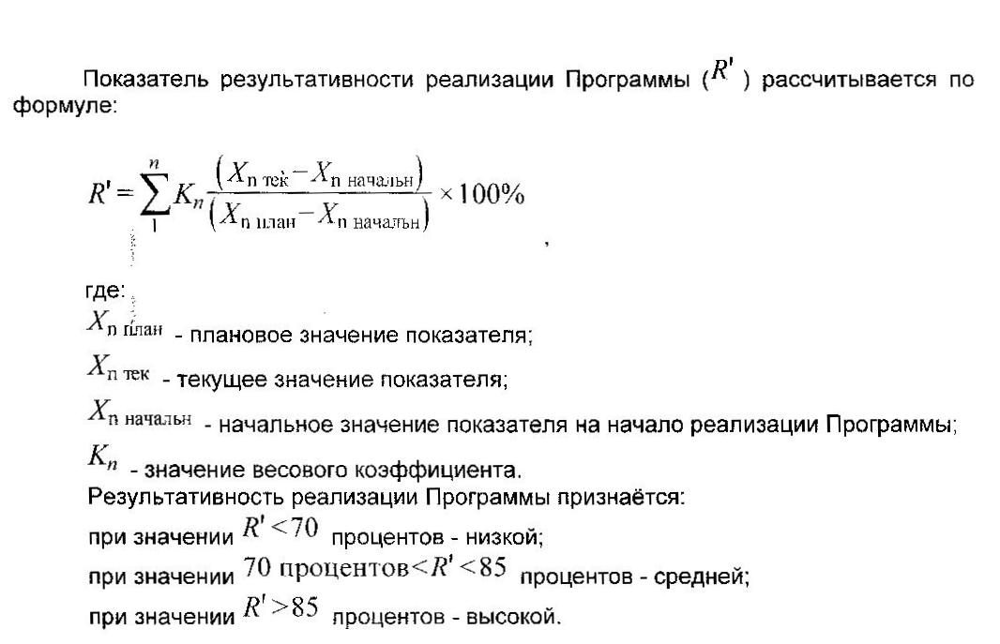 Показатель результативности реализации Программы (R') рассчитывается по
формуле:
R' = n ∑ 1 Kn (Xn тек − Xn начальн) / (Xn план − Xn начальн) × 100% ,
где:
Xn план - плановое значение показателя;
Xn тек - текущее значение показателя;
Xn начальн - начальное значение показателя на начало реализации Программы;
Kn - значение весового коэффициента.
Результативность реализации Программы признаётся:
при значении R' <70 процентов - низкой;
при значении 70 процентов<R' <85 процентов - средней;
при значении R' >85 процентов - высокой.